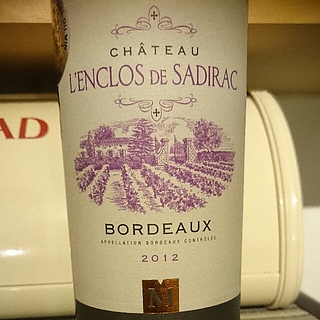 CHÂTEAU
L'ENCLOS DE SADIRAC
AD
BORDEAUX
APPELLATION BORDEAUX CONTRÔLÉE
2012